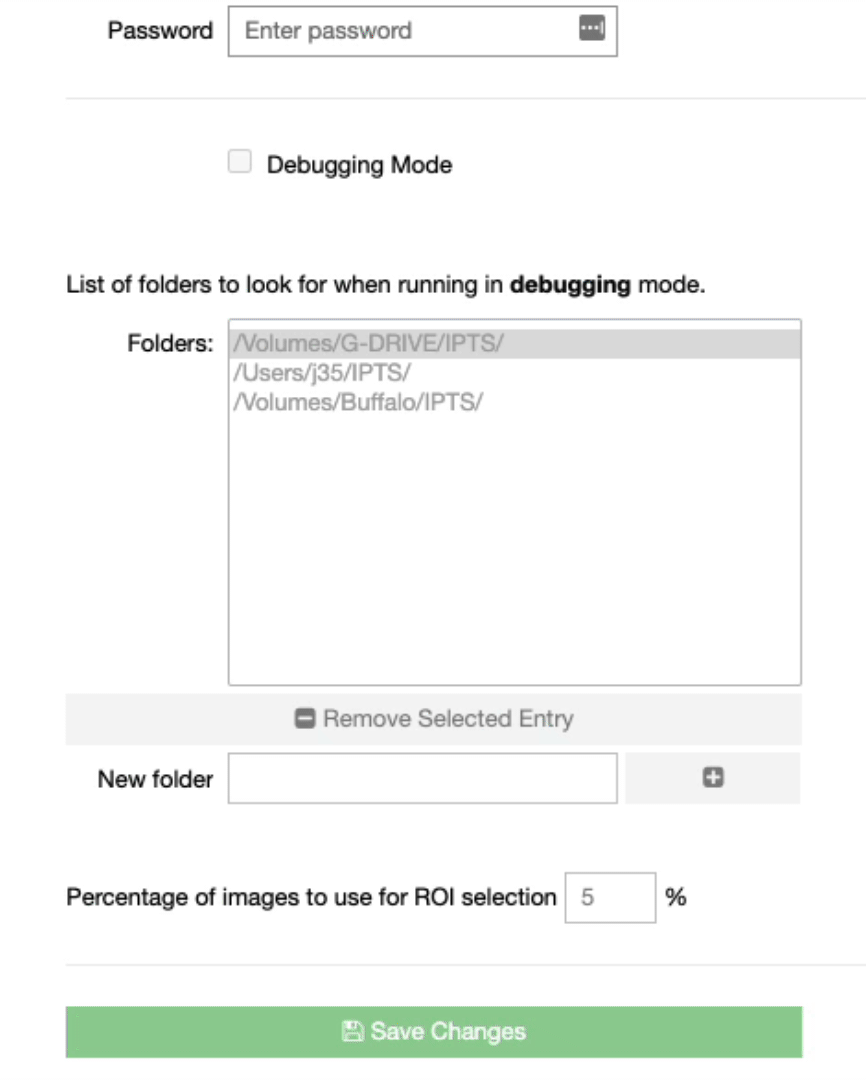 Password Enter password
Debugging Mode
List of folders to look for when running in debugging mode.
Folders: /Volumes/G-DRIVE/IPTS/
/Users/j35/IPTS/
/Volumes/Buffalo/IPTS/
Remove Selected Entry
New folder
Percentage of images to use for ROI selection 5 %
Save Changes